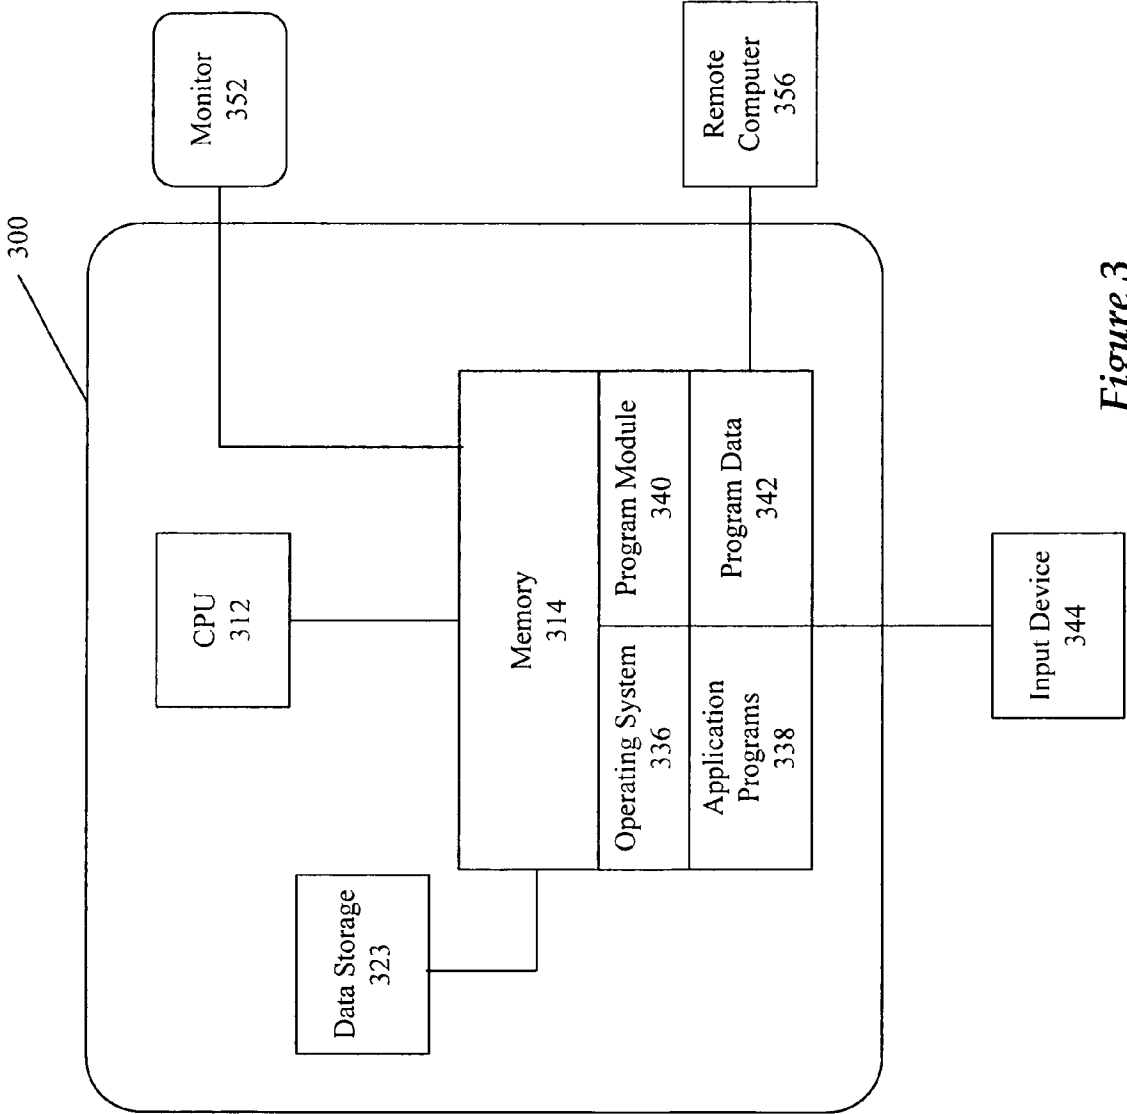 300
Monitor
352
CPU
312
Data Storage
323
Memory
314
Operating System
336
Program Module
340
Application
Programs
338
Program Data
342
Remote
Computer
356
Input Device
344
Figure 3